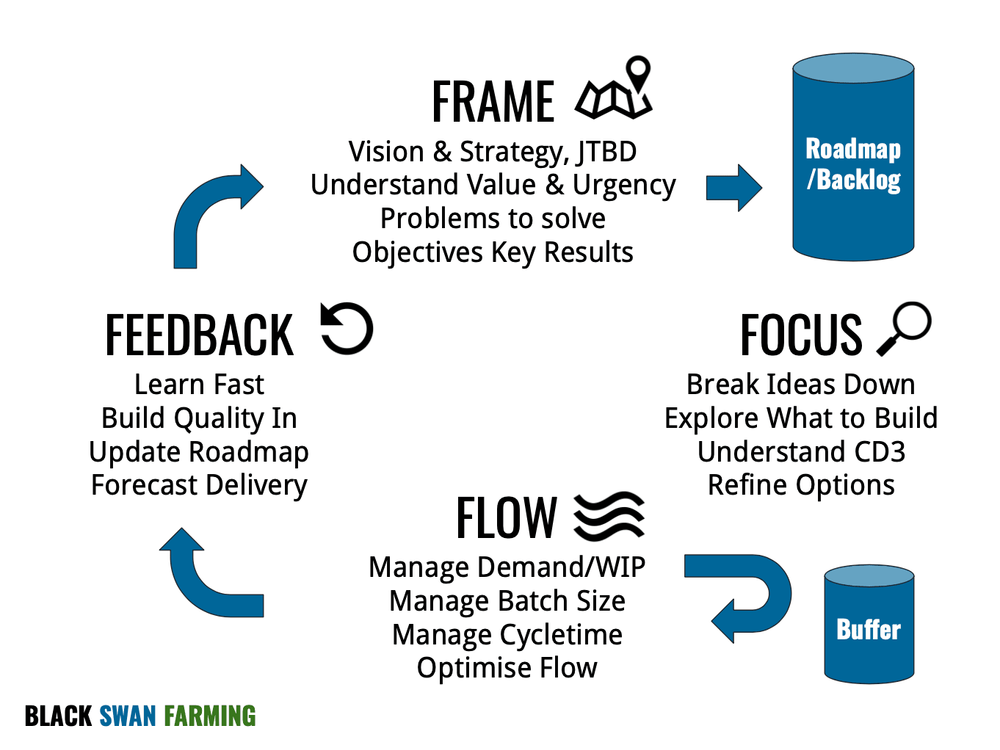 FRAME
Vision & Strategy, JTBD
Understand Value & Urgency
Problems to solve
Objectives Key Results
Roadmap
/Backlog
FEEDBACK
Learn Fast
Build Quality In
Update Roadmap
Forecast Delivery
FOCUS
Break Ideas Down
Explore What to Build
Understand CD3
Refine Options
FLOW
Manage Demand/WIP
Manage Batch Size
Manage Cycletime
Optimise Flow
Buffer
BLACK SWAN FARMING